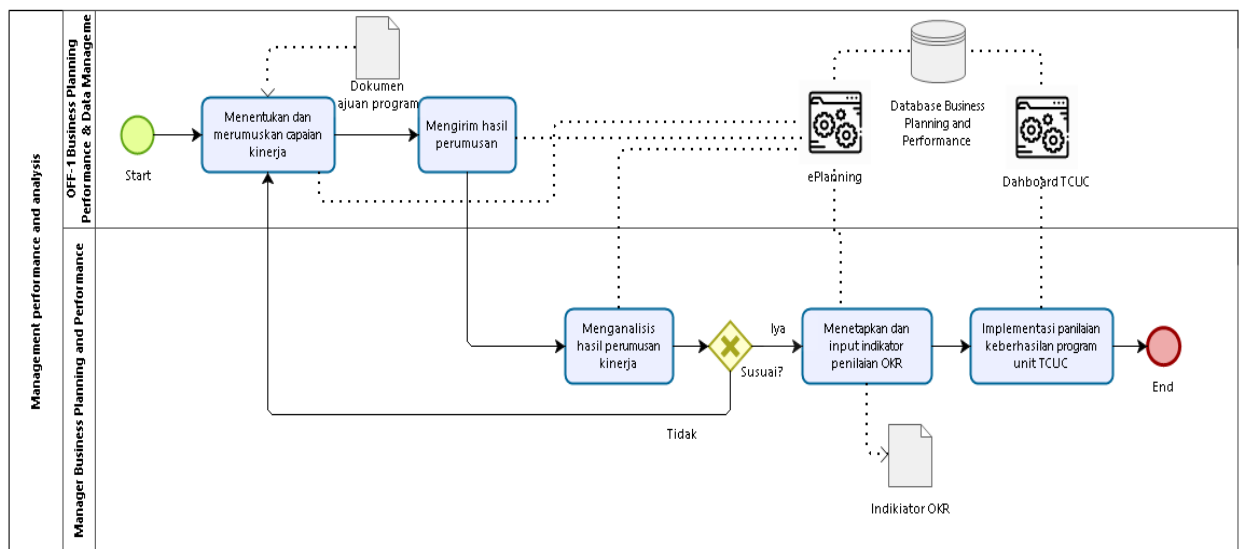 Management performance and analysis
OFF-1 Business Planning
Performance & Data Manageme
Manager Business Planning and Performance
Start
Menentukan dan
merumuskan capaian
kinerja
Dokumen
ajuan program
Mengirim hasil
perumusan
ePlanning
Database Business
Planning and
Performance
Dahboard TCUC
Menganalisis
hasil perumusan
kinerja
Susuai?
Iya
Tidak
Menetapkan dan
input indikator
penilaian OKR
Implementasi panilaian
keberhasilan program
unit TCUC
End
Indikiator OKR